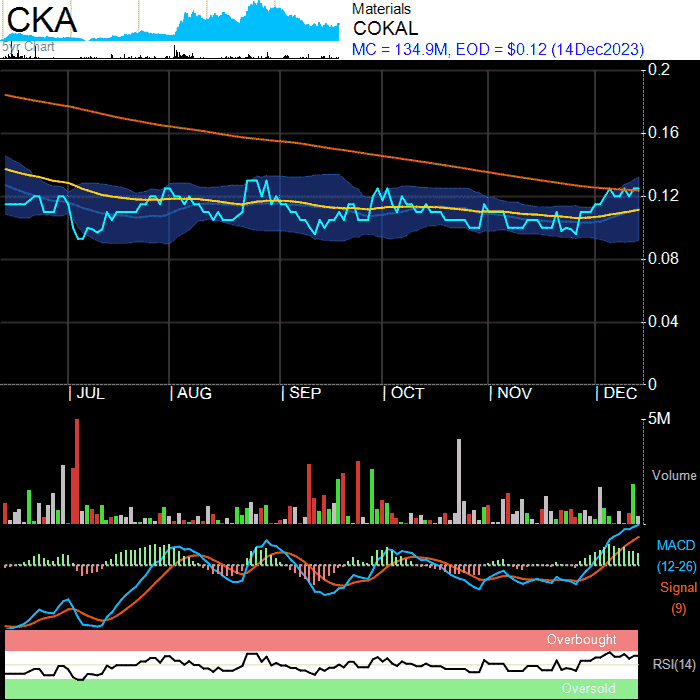 CKA
5yr Chart
Materials
COKAL
MC = 134.9M, EOD = $0.12 (14Dec2023)
0.2
0.16
0.12
0.08
0.04
0
JUL AUG SEP OCT NOV DEC
5M
Volume
MACD
(12-26)
Signal
(9)
Overbought
RSI(14)
Oversold